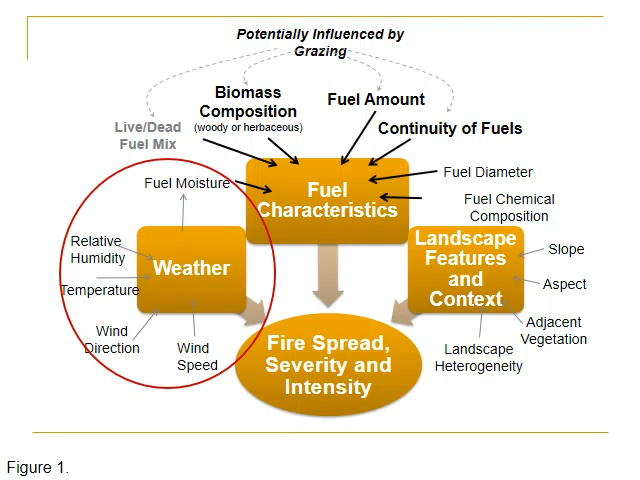 Potentially Influenced by
Grazing
Biomass
Composition
(woody or herbaceous)
Fuel Amount
Live/Dead
Fuel Mix
Continuity of Fuels
Fuel Moisture
Fuel
Characteristics
Fuel Diameter
Fuel Chemical
Composition
Relative
Humidity
Weather
Temperature
Wind
Direction
Wind
Speed
Landscape
Features
and
Context
Slope
Aspect
Adjacent
Vegetation
Landscape
Heterogeneity
Fire Spread,
Severity and
Intensity
Figure 1.